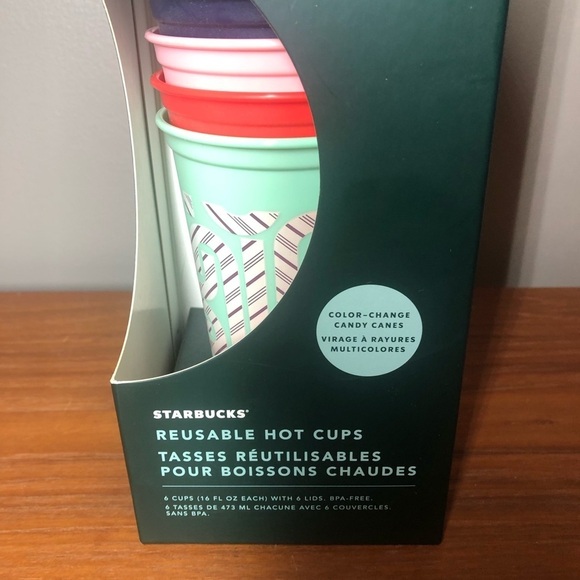 COLOR-CHANGE
CANDY CANES
VIRAGE À RAYURES
MULTICOLORES
STARBUCKS®
REUSABLE HOT CUPS
TASSES RÉUTILISABLES
POUR BOISSONS CHAUDES
6 CUPS (16 FL OZ EACH) WITH 6 LIDS. BPA-FREE.
6 TASSES DE 473 ML CHACUNE AVEC 6 COUVERCLES.
SANS BPA.